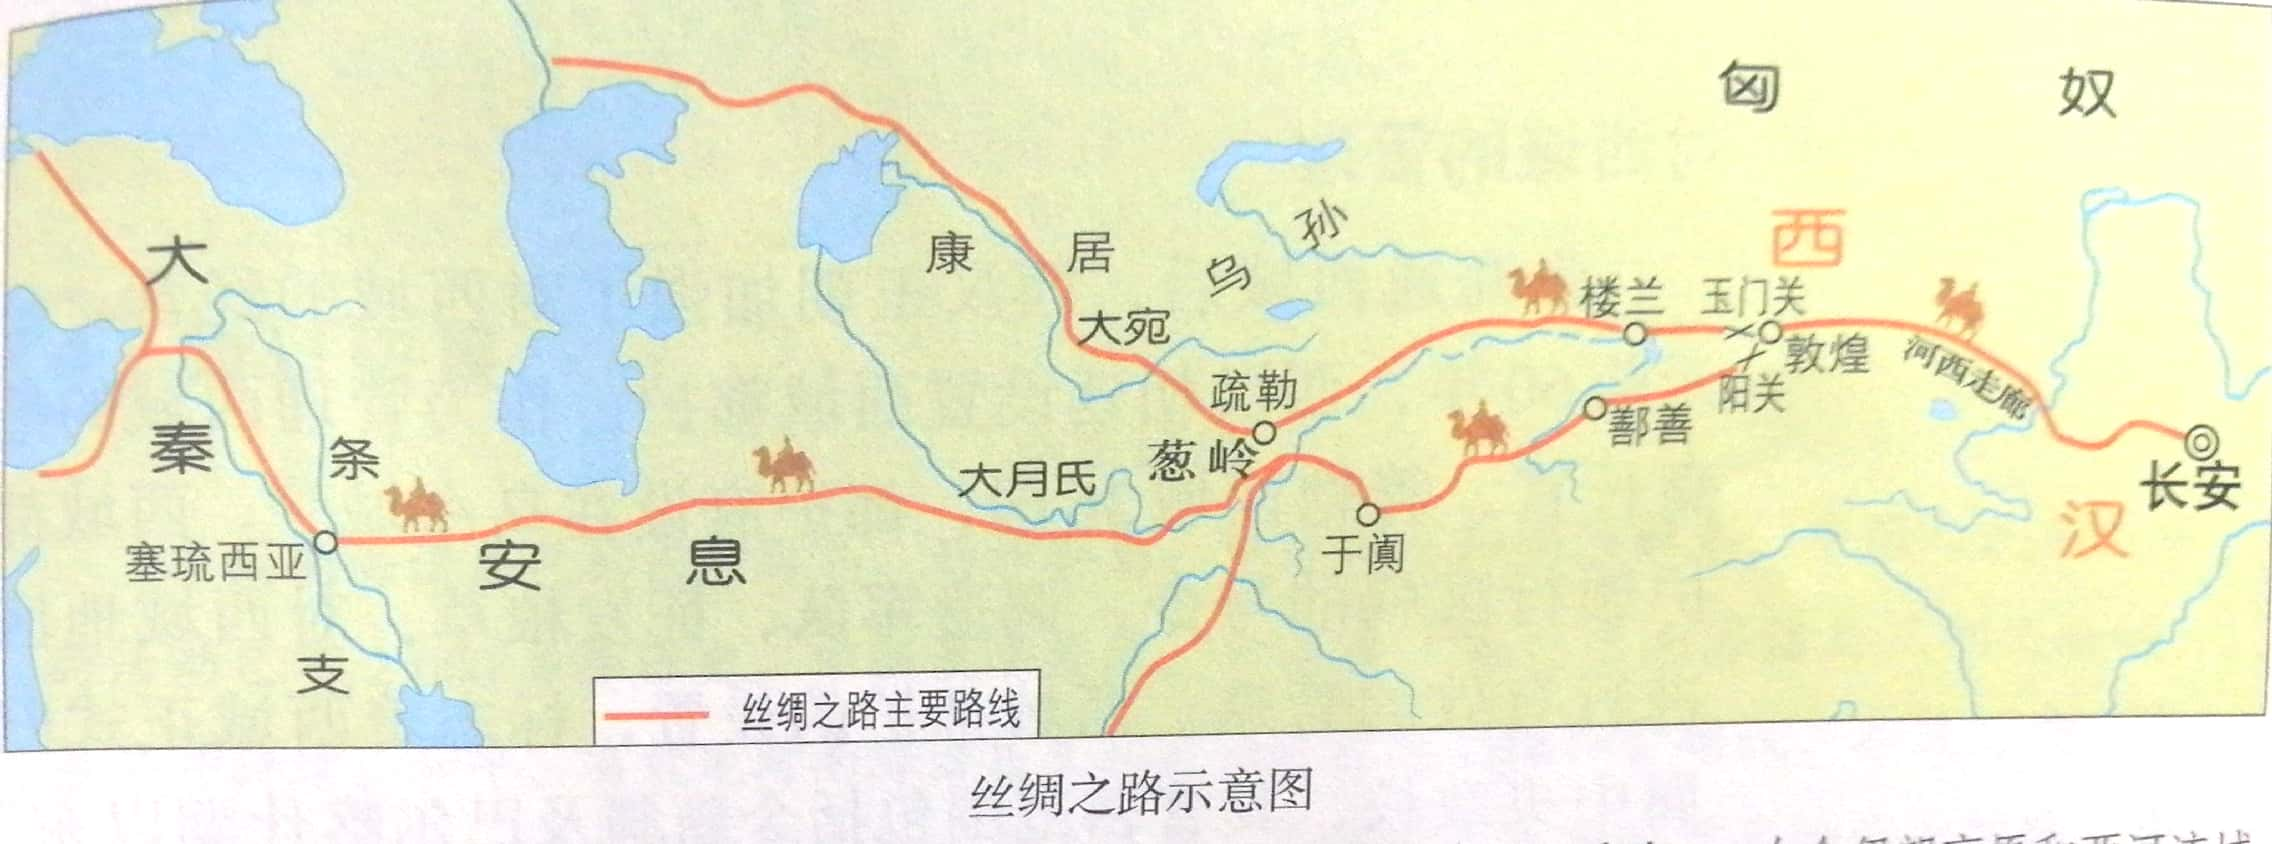 匈奴
西汉
大秦
康居
乌孙
大宛
楼兰
玉门关
敦煌
阳关
河西走廊
疏勒
葱岭
鄯善
长安
条支
大月氏
于阗
塞琉西亚
安息
丝绸之路主要路线
丝绸之路示意图